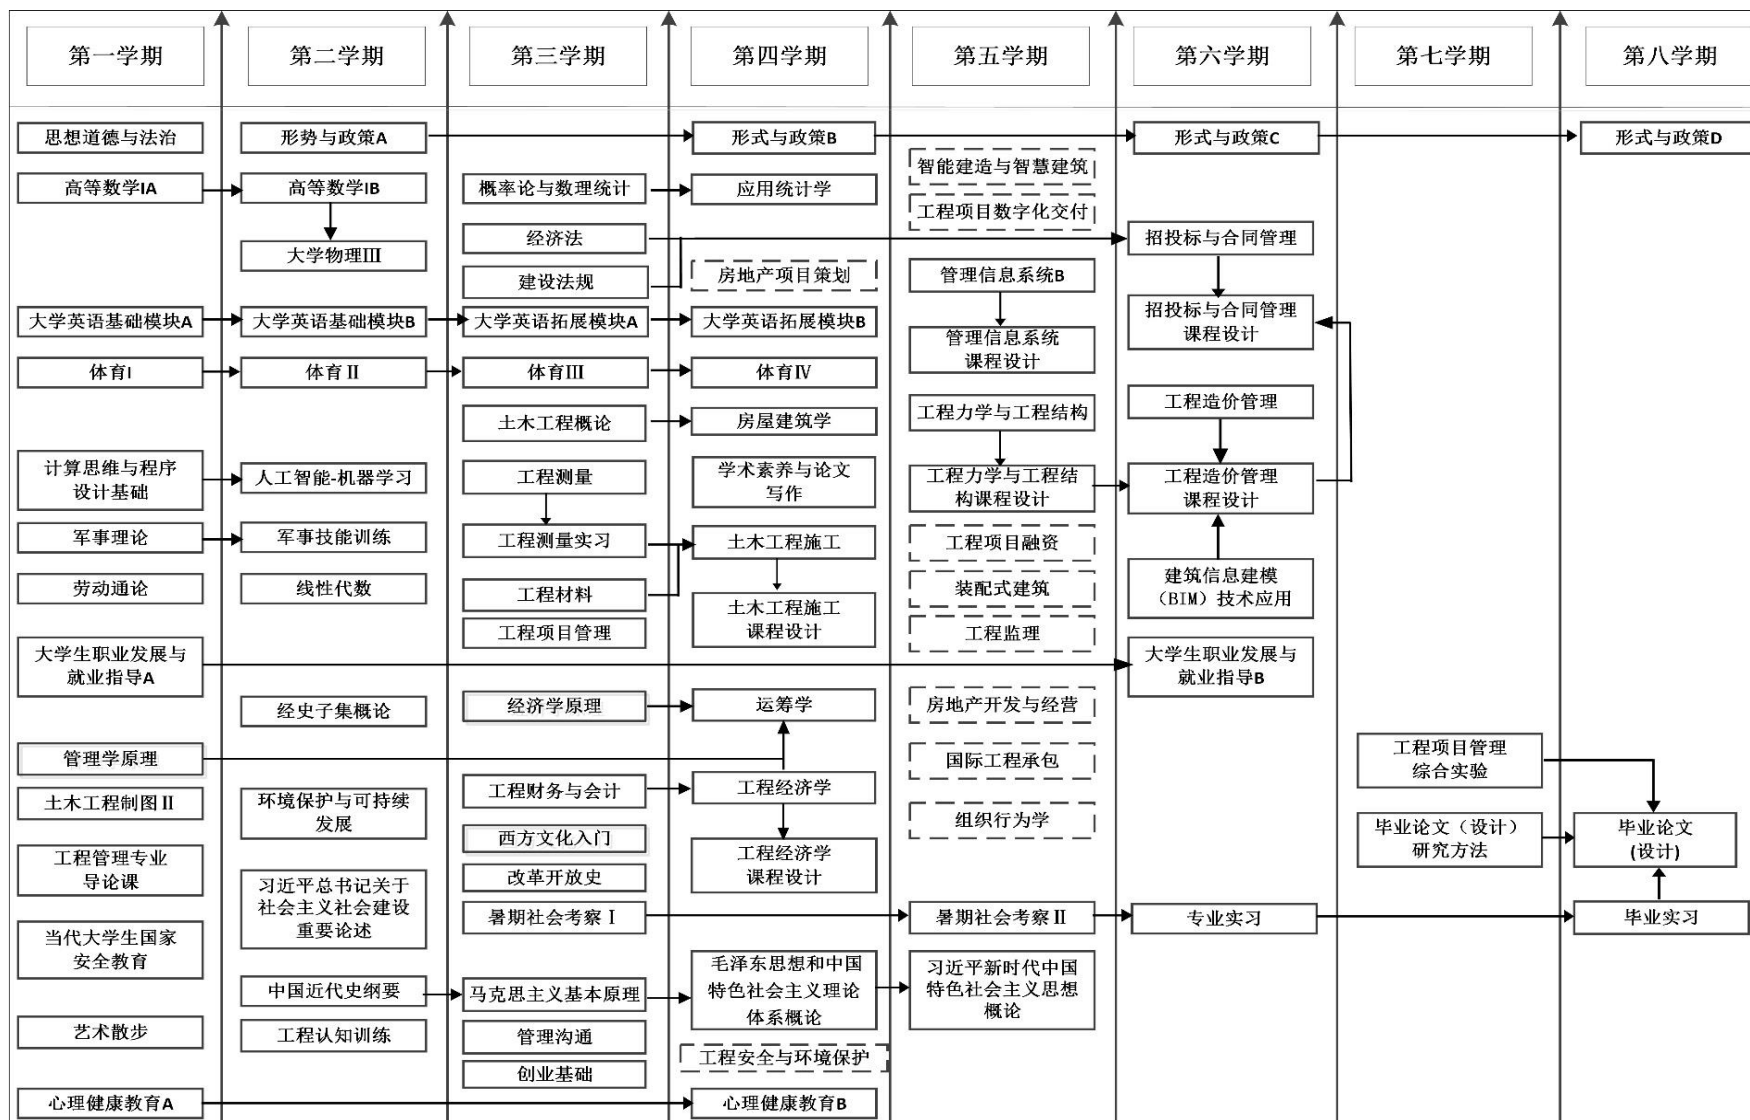 第一学期
第二学期
第三学期
第四学期
第五学期
第六学期
第七学期
第八学期
思想道德与法治
高等数学IA
大学英语基础模块A
体育I
计算思维与程序
设计基础
军事理论
劳动通论
大学生职业发展与
就业指导A
管理学原理
土木工程制图Ⅱ
工程管理专业
导论课
当代大学生国家
安全教育
艺术散步
心理健康教育A
形势与政策A
高等数学IB
大学物理Ⅲ
大学英语基础模块B
体育Ⅱ
人工智能-机器学习
军事技能训练
线性代数
经史子集概论
环境保护与可持续
发展
习近平总书记关于
社会主义社会建设
重要论述
中国近代史纲要
工程认知训练
概率论与数理统计
经济法
建设法规
大学英语拓展模块A
体育Ⅲ
土木工程概论
工程测量
工程测量实习
工程材料
工程项目管理
经济学原理
工程财务与会计
西方文化入门
改革开放史
暑期社会考察Ⅰ
马克思主义基本原理
管理沟通
创业基础
形式与政策B
应用统计学
房地产项目策划
大学英语拓展模块B
体育Ⅳ
房屋建筑学
学术素养与论文
写作
土木工程施工
土木工程施工
课程设计
运筹学
工程经济学
工程经济学
课程设计
毛泽东思想和中国
特色社会主义理论
体系概论
工程安全与环境保护
心理健康教育B
智能建造与智慧建筑
工程项目数字化交付
管理信息系统B
管理信息系统
课程设计
工程力学与工程结构
工程力学与工程结
构课程设计
工程项目融资
装配式建筑
工程监理
房地产开发与经营
国际工程承包
组织行为学
暑期社会考察Ⅱ
习近平新时代中国
特色社会主义思想
概论
形式与政策C
招投标与合同管理
招投标与合同管理
课程设计
工程造价管理
工程造价管理
课程设计
建筑信息建模
（BIM）技术应用
大学生职业发展与
就业指导B
专业实习
工程项目管理
综合实验
毕业论文（设计）
研究方法
形式与政策D
毕业论文
(设计)
毕业实习